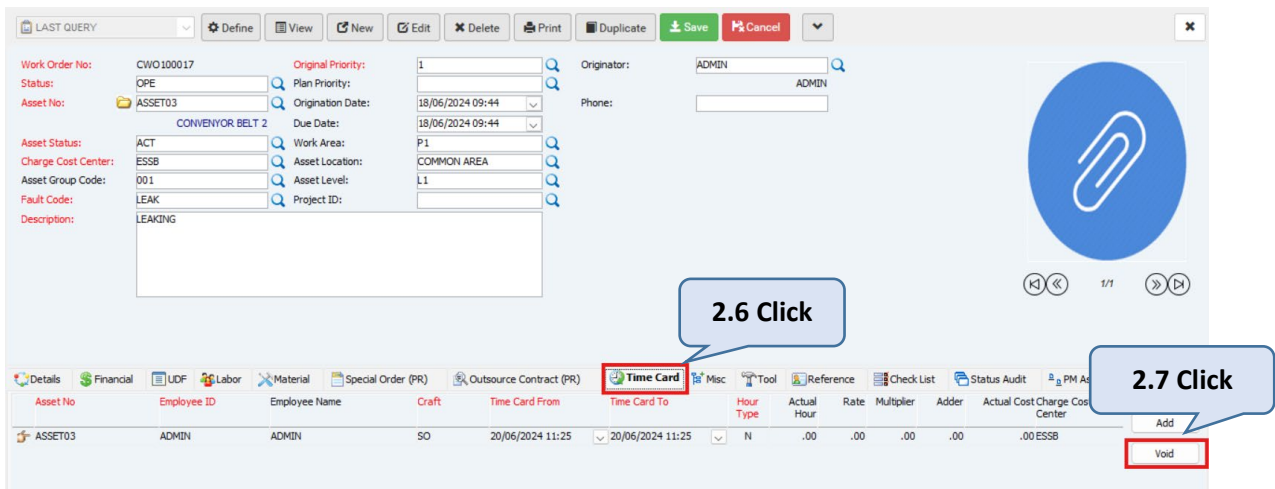 LAST QUERY Define View New Edit Delete Print Duplicate Save Cancel
Work Order No: CWO100017 Original Priority: 1 Originator: ADMIN
Status: OPE Plan Priority: ADMIN
Asset No: ASSET03 Origination Date: 18/06/2024 09:44 Phone:
CONVENYOR BELT 2 Due Date: 18/06/2024 09:44
Asset Status: ACT Work Area: P1
Charge Cost Center: ESSB Asset Location: COMMON AREA
Asset Group Code: 001 Asset Level: L1
Fault Code: LEAK Project ID:
Description: LEAKING
1/1
2.6 Click
2.7 Click
Details Financial UDF Labor Material Special Order (PR) Outsource Contract (PR) Time Card Misc Tool Reference Check List Status Audit PM
Asset No Employee ID Employee Name Craft Time Card From Time Card To Hour Type Actual Hour Rate Multiplier Adder Actual Cost Charge Center
Add
ASSET03 ADMIN ADMIN SO 20/06/2024 11:25 20/06/2024 11:25 N .00 .00 .00 .00 .00 ESSB
Void